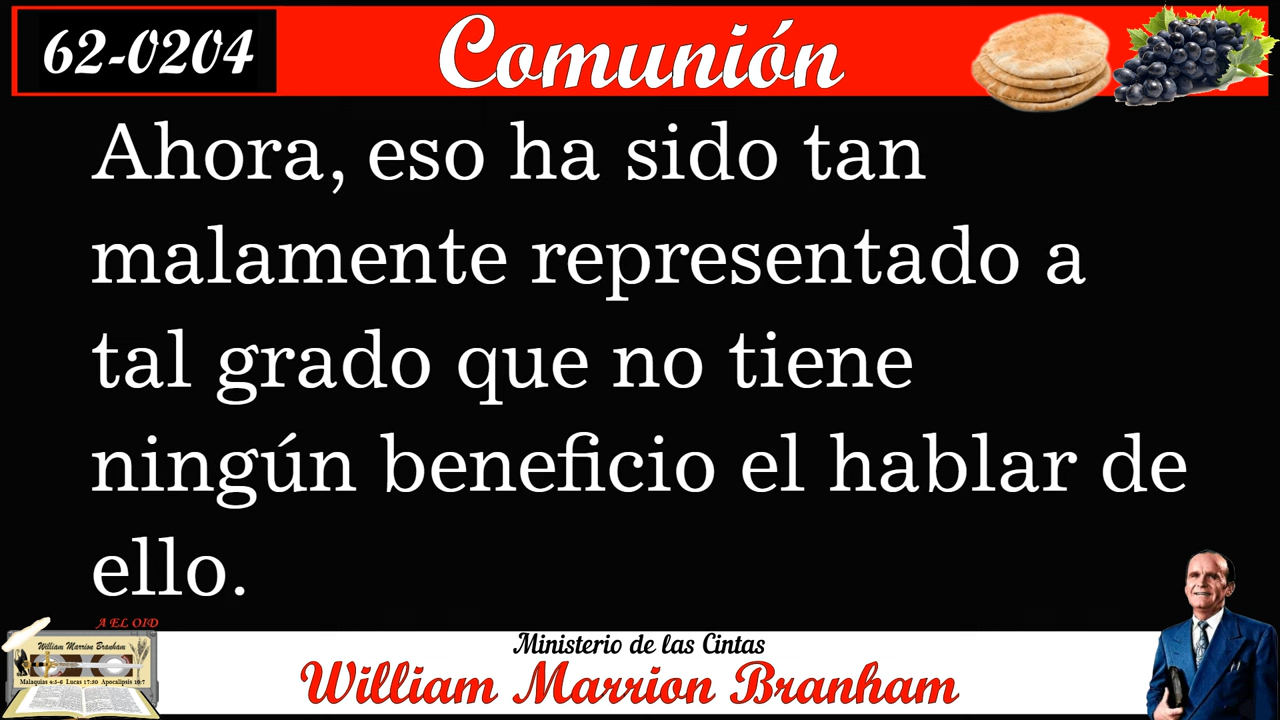 62-0204
Comunión
Ahora, eso ha sido tan
malamente representado a
tal grado que no tiene
ningún beneficio el hablar de
ello.
A EL OID
William Marrion Branham
Malaquias 4:5-6 Lucas 17:30 Apocalipsis 10:7
Ministerio de las Cintas
William Marrion Branham